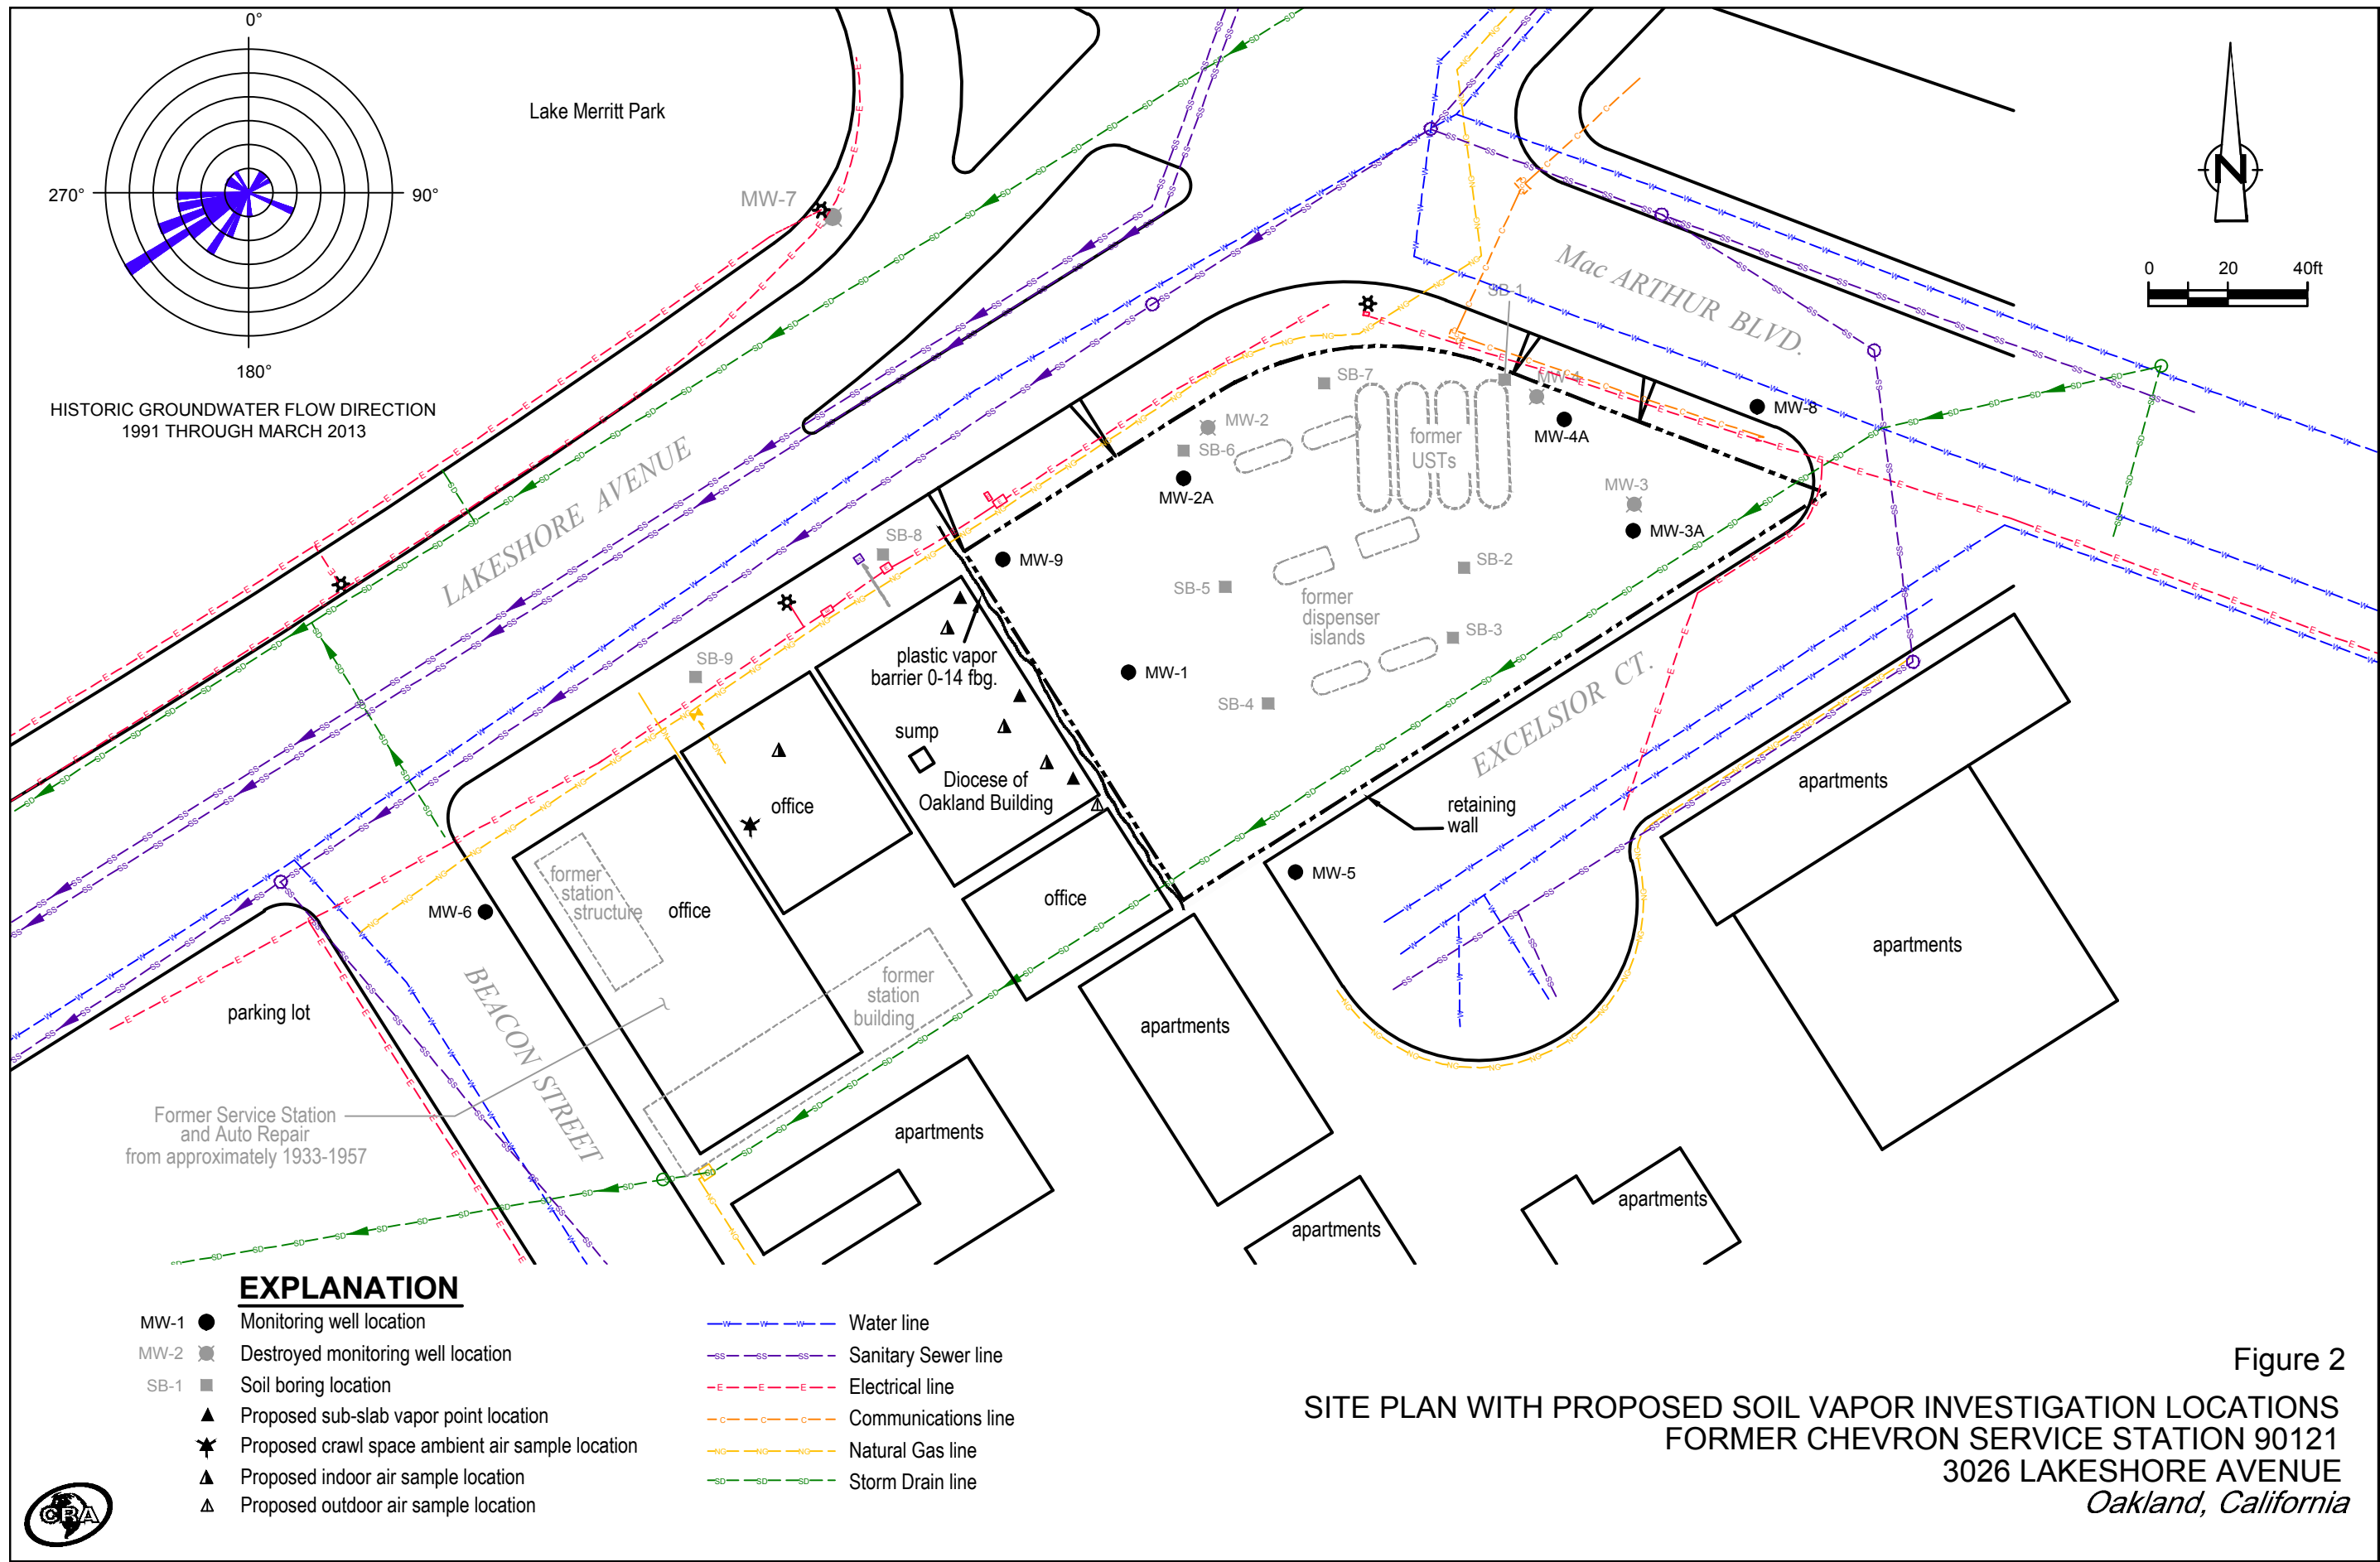 0°
270°
90°
180°
HISTORIC GROUNDWATER FLOW DIRECTION
1991 THROUGH MARCH 2013
Lake Merritt Park
MW-7
N
0 20 40ft
Mac ARTHUR BLVD.
LAKESHORE AVENUE
EXCELSIOR CT.
BEACON STREET
SB-1
SB-7
MW-4
MW-8
MW-2
SB-6
MW-4A
former
USTs
MW-2A
MW-3
MW-3A
SB-8
MW-9
SB-2
SB-5
former
dispenser
islands
SB-3
SB-9
plastic vapor
barrier 0-14 fbg.
MW-1
SB-4
sump
Diocese of
Oakland Building
office
retaining
wall
apartments
former
station
structure
office
office
MW-5
MW-6
apartments
former
station
building
parking lot
apartments
Former Service Station
and Auto Repair
from approximately 1933-1957
apartments
apartments
apartments
EXPLANATION
MW-1 Monitoring well location
MW-2 Destroyed monitoring well location
SB-1 Soil boring location
Proposed sub-slab vapor point location
Proposed crawl space ambient air sample location
Proposed indoor air sample location
Proposed outdoor air sample location
W W W Water line
SS SS SS Sanitary Sewer line
E E E Electrical line
C C C Communications line
NG NG NG Natural Gas line
SD SD SD Storm Drain line
CRA
Figure 2
SITE PLAN WITH PROPOSED SOIL VAPOR INVESTIGATION LOCATIONS
FORMER CHEVRON SERVICE STATION 90121
3026 LAKESHORE AVENUE
Oakland, California